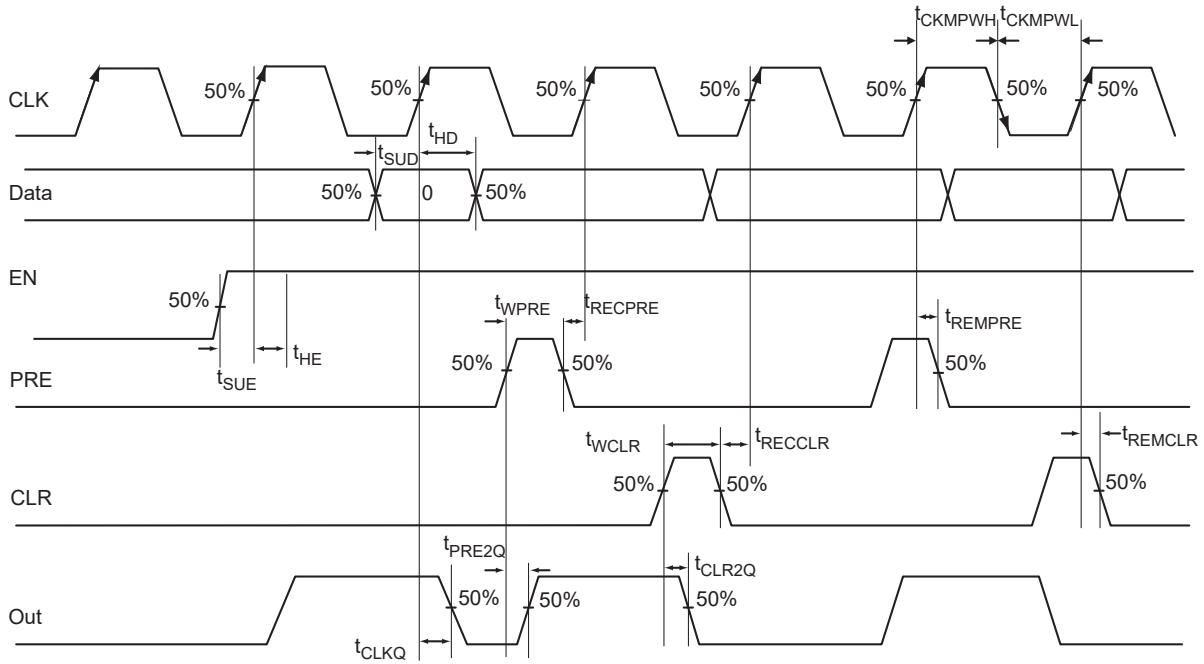 tCKMPWH tCKMPWL
CLK 50% 50% 50% 50% 50% 50% 50%
tSUD tHD
Data 50% 0 50%
EN 50%
tWPRE tRECPRE tREMPRE
tSUE tHE
PRE 50% 50% 50%
tWCLR tRECCLR tREMCLR
CLR 50% 50% 50%
tPRE2Q tCLR2Q
Out 50% 50% 50%
tCLKQ